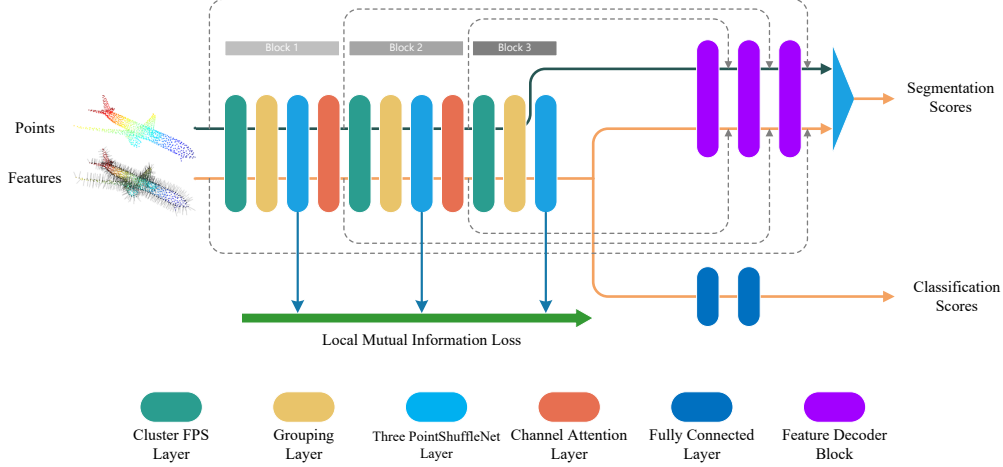 Block 1
Block 2
Block 3
Points
Features
Segmentation
Scores
Classification
Scores
Local Mutual Information Loss
Cluster FPS
Layer
Grouping
Layer
Three PointShuffleNet
Layer
Channel Attention
Layer
Fully Connected
Layer
Feature Decoder
Block